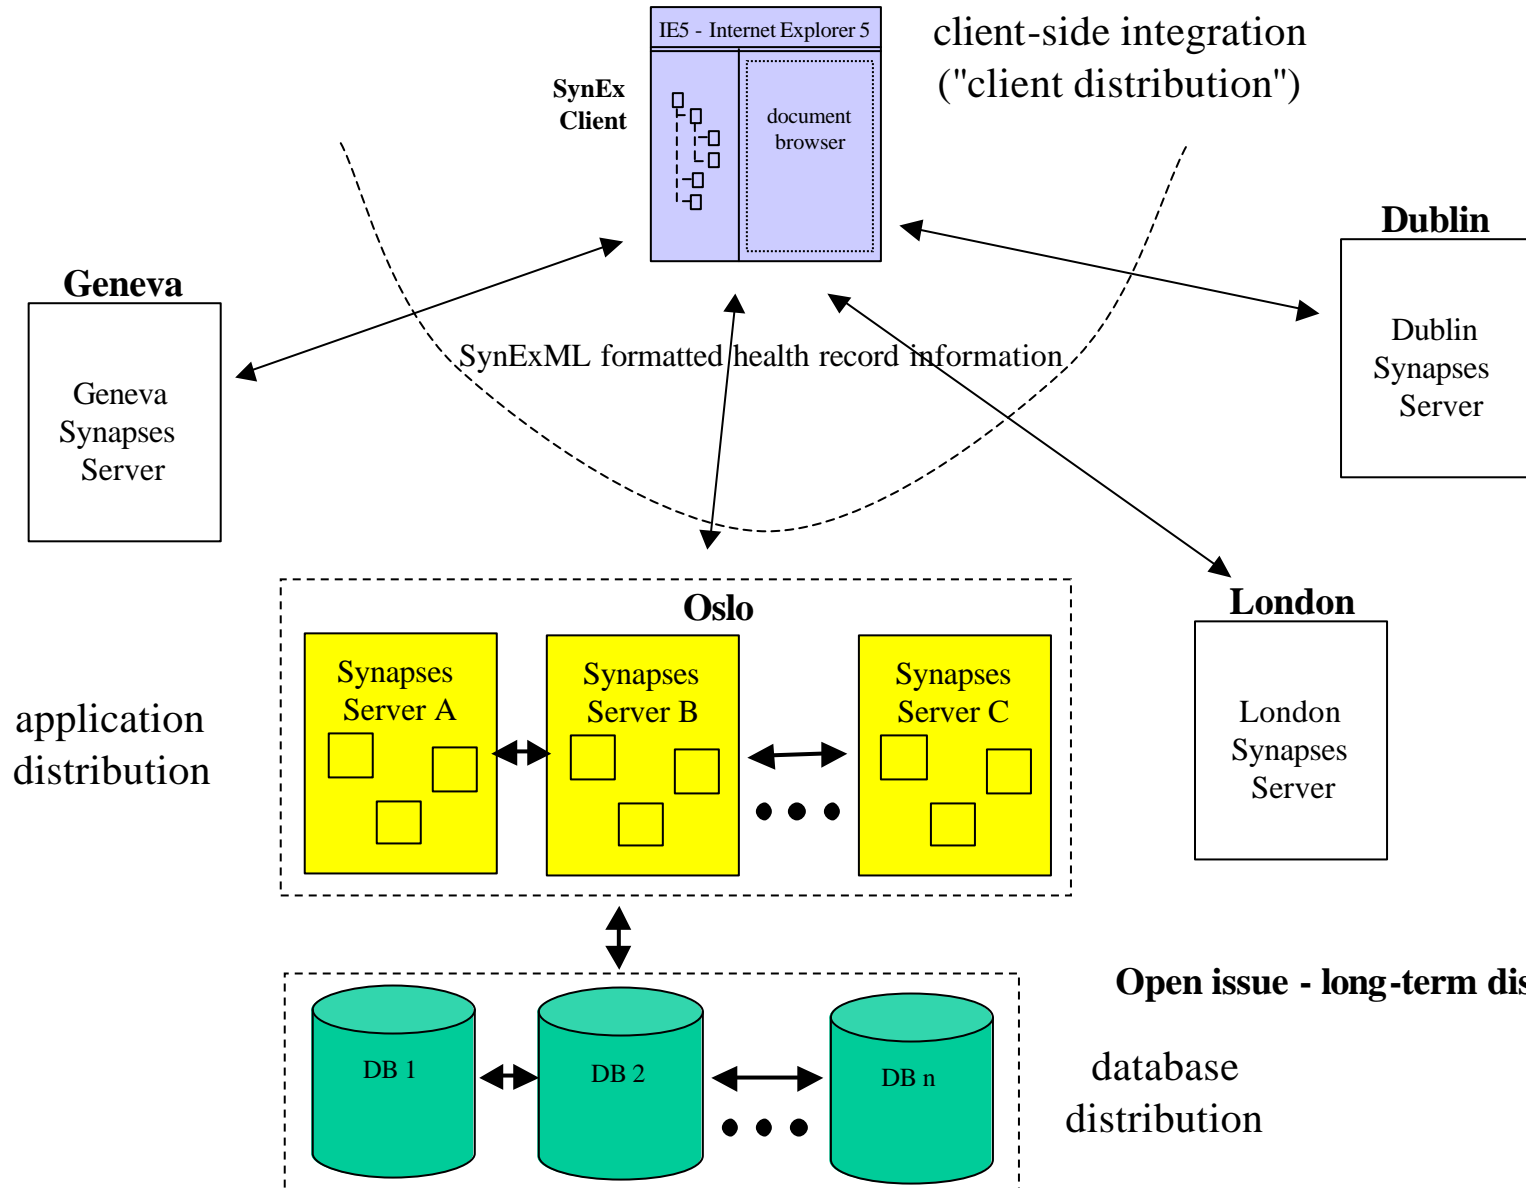 IE5 - Internet Explorer 5
client-side integration
("client distribution")
SynEx
Client
document
browser
Dublin
Geneva
Dublin
Synapses
Server
SynExML formatted health record information
Geneva
Synapses
Server
Oslo
London
Synapses
Server A
Synapses
Server B
Synapses
Server C
application
distribution
London
Synapses
Server
Open issue - long-term dis
DB 1
DB 2
DB n
database
distribution